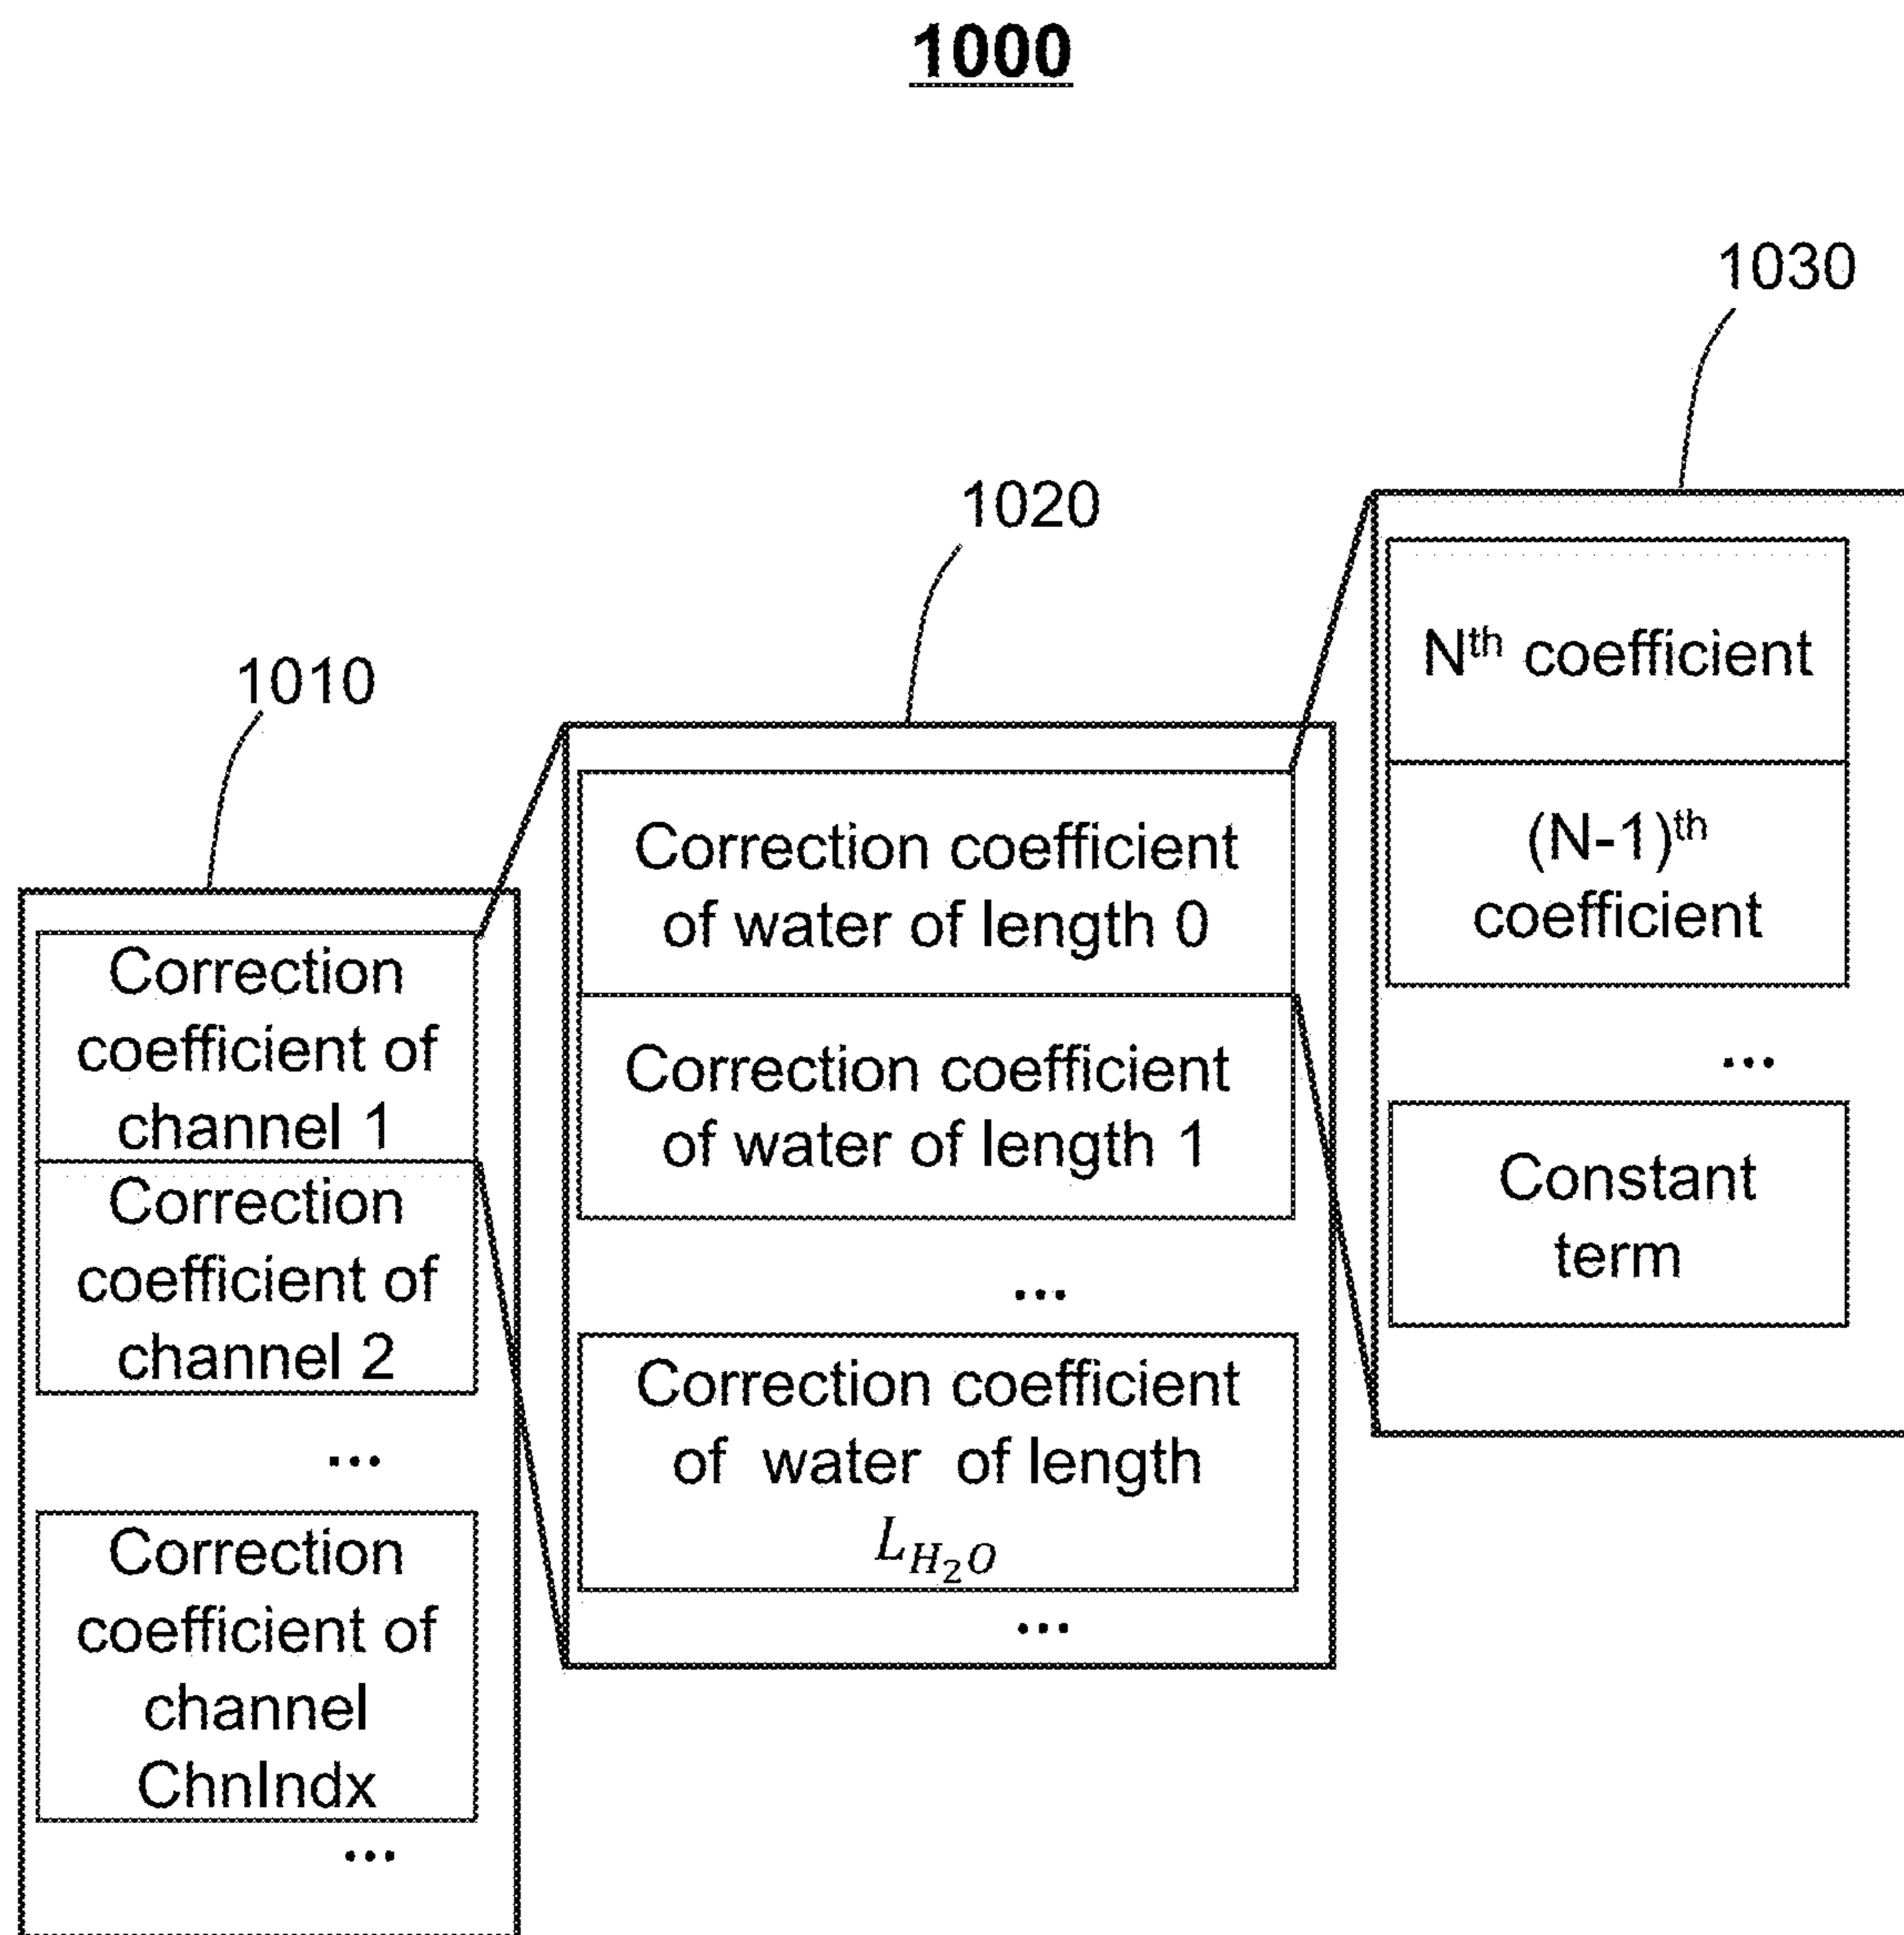 1000
1010
Correction
coefficient of
channel 1
Correction
coefficient of
channel 2
...
Correction
coefficient of
channel
ChnIndx
...
1020
Correction coefficient
of water of length 0
Correction coefficient
of water of length 1
...
Correction coefficient
of water of length
L_{H_2O}
...
1030
Nth coefficient
(N-1)th
coefficient
...
Constant
term